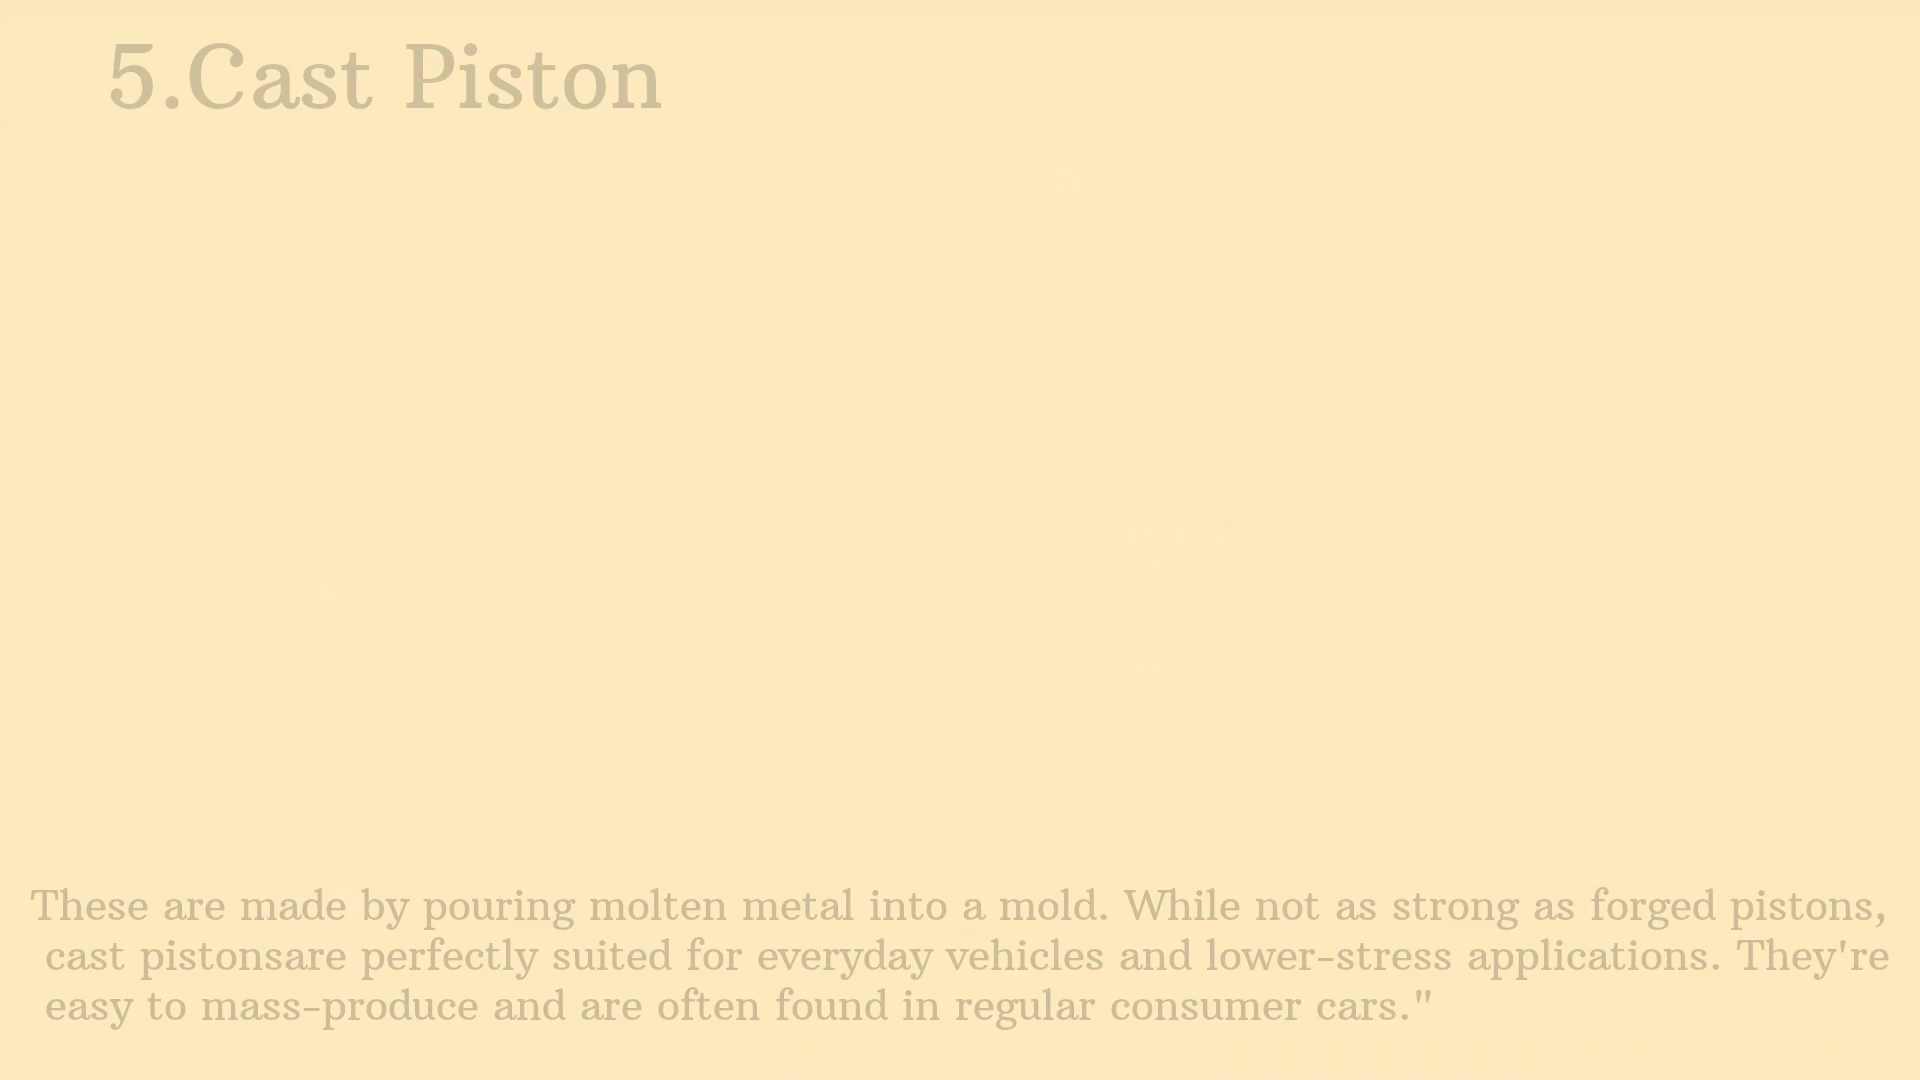 5.Cast Piston
These are made by pouring molten metal into a mold. While not as strong as forged pistons,
cast pistonsare perfectly suited for everyday vehicles and lower-stress applications. They're
easy to mass-produce and are often found in regular consumer cars."